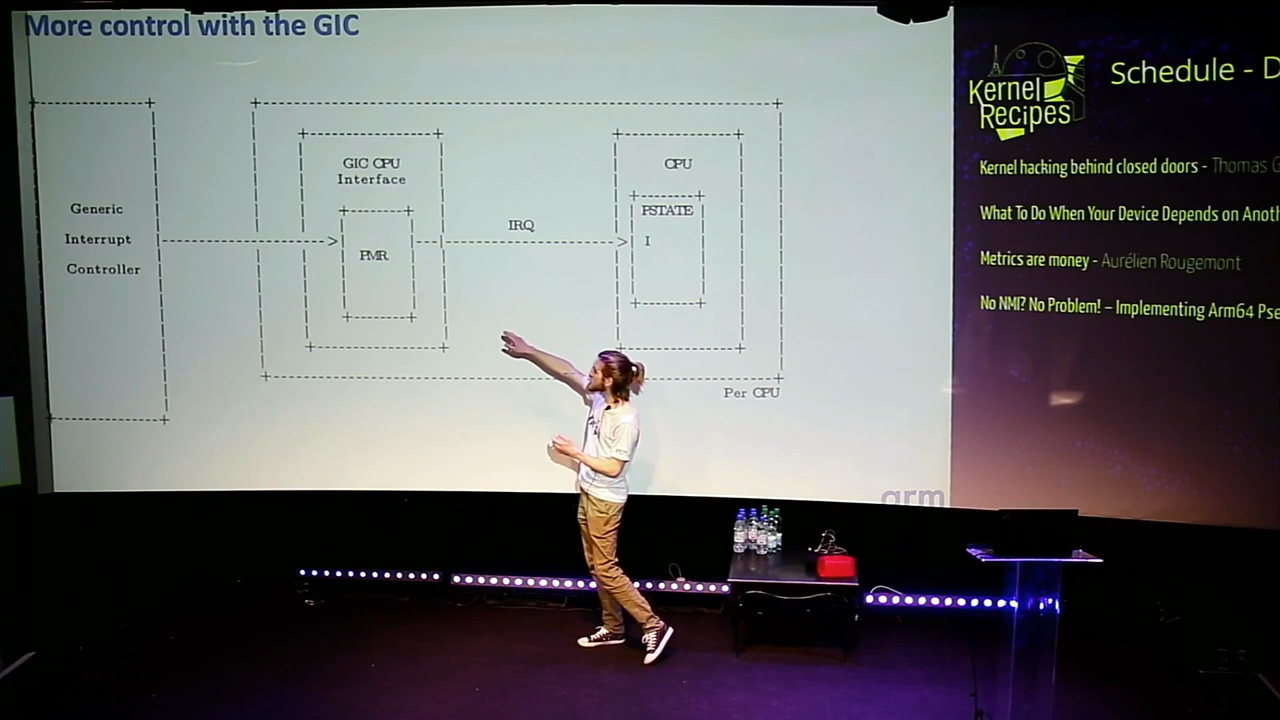 More control with the GIC
Generic
Interrupt
Controller
GIC CPU
Interface
PMR
IRQ
CPU
PSTATE
I
Per CPU
arm
Kernel
Recipes
Schedule - D
Kernel hacking behind closed doors - Thomas G
What To Do When Your Device Depends on Anoth
Metrics are money - Aurélien Rougemont
No NMI? No Problem! – Implementing Arm64 Pse